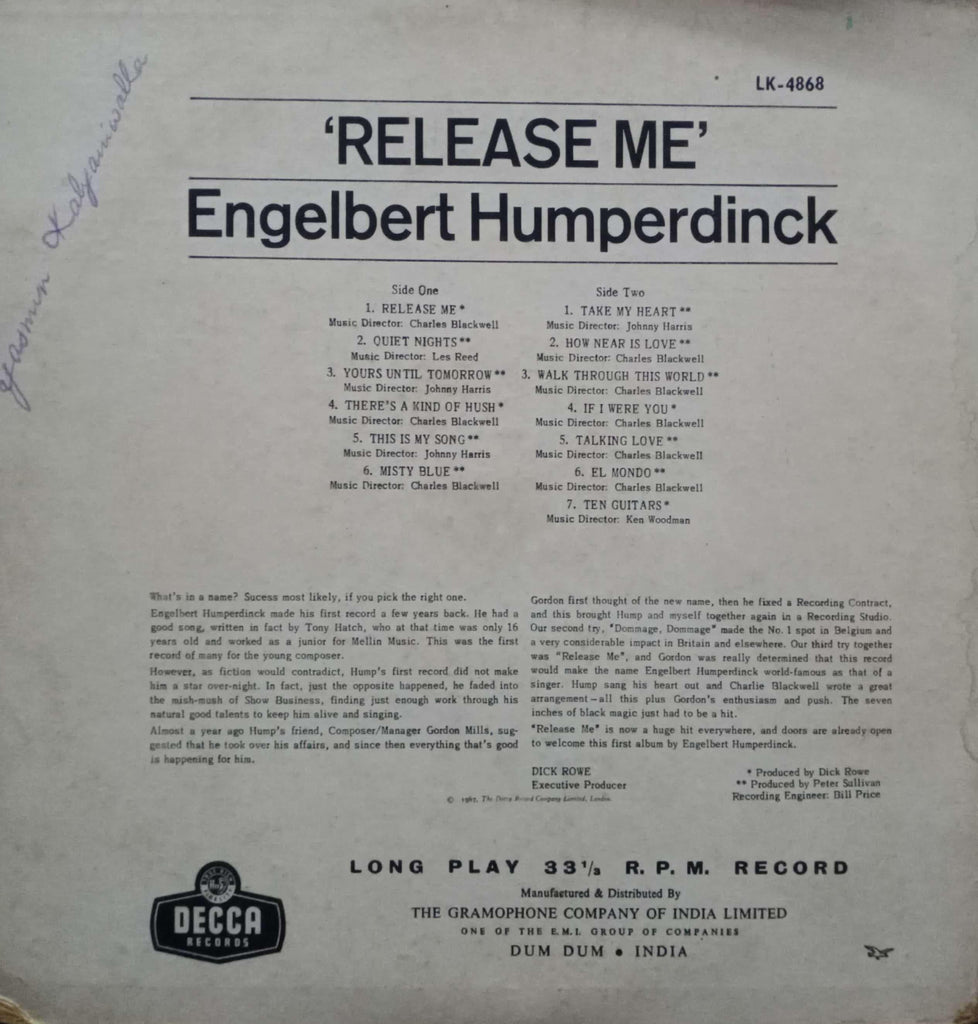 LK-4868
'RELEASE ME'
Engelbert Humperdinck
Yasmin Kalyaniwalla
Side One
1. RELEASE ME*
Music Director: Charles Blackwell
2. QUIET NIGHTS**
Music Director: Les Reed
3. YOURS UNTIL TOMORROW**
Music Director: Johnny Harris
4. THERE'S A KIND OF HUSH*
Music Director: Charles Blackwell
5. THIS IS MY SONG**
Music Director: Johnny Harris
6. MISTY BLUE**
Music Director: Charles Blackwell
Side Two
1. TAKE MY HEART**
Music Director: Johnny Harris
2. HOW NEAR IS LOVE**
Music Director: Charles Blackwell
3. WALK THROUGH THIS WORLD**
Music Director: Charles Blackwell
4. IF I WERE YOU*
Music Director: Charles Blackwell
5. TALKING LOVE**
Music Director: Charles Blackwell
6. EL MONDO**
Music Director: Charles Blackwell
7. TEN GUITARS*
Music Director: Ken Woodman
What's in a name? Sucess most likely, if you pick the right one.
Engelbert Humperdinck made his first record a few years back. He had a
good song, written in fact by Tony Hatch, who at that time was only 16
years old and worked as a junior for Mellin Music. This was the first
record of many for the young composer.
However, as fiction would contradict, Hump's first record did not make
him a star over-night. In fact, just the opposite happened, he faded into
the mish-mosh of Show Business, finding just enough work through his
natural good talents to keep him alive and singing.
Almost a year ago Hump's friend, Composer/Manager Gordon Mills, sug-
gested that he took over his affairs, and since then everything that's good
is happening for him.
Gordon first thought of the new name, then he fixed a Recording Contract,
and this brought Hump and myself together again in a Recording Studio.
Our second try, "Dommage, Dommage" made the No. 1 spot in Belgium and
a very considerable impact in Britain and elsewhere. Our third try together
was "Release Me", and Gordon was really determined that this record
would make the name Engelbert Humperdinck world-famous as that of a
singer. Hump sang his heart out and Charlie Blackwell wrote a great
arrangement—all this plus Gordon's enthusiasm and push. The seven
inches of black magic just had to be a hit.
"Release Me" is now a huge hit everywhere, and doors are already open
to welcome this first album by Engelbert Humperdinck.
DICK ROWE
Executive Producer
* Produced by Dick Rowe
** Produced by Peter Sullivan
Recording Engineer: Bill Price
© 1967, The Decca Record Company Limited, London.
LONG PLAY 33⅓ R.P.M. RECORD
Manufactured & Distributed By
THE GRAMOPHONE COMPANY OF INDIA LIMITED
ONE OF THE E.M.I. GROUP OF COMPANIES
DUM DUM • INDIA
DECCA
RECORDS